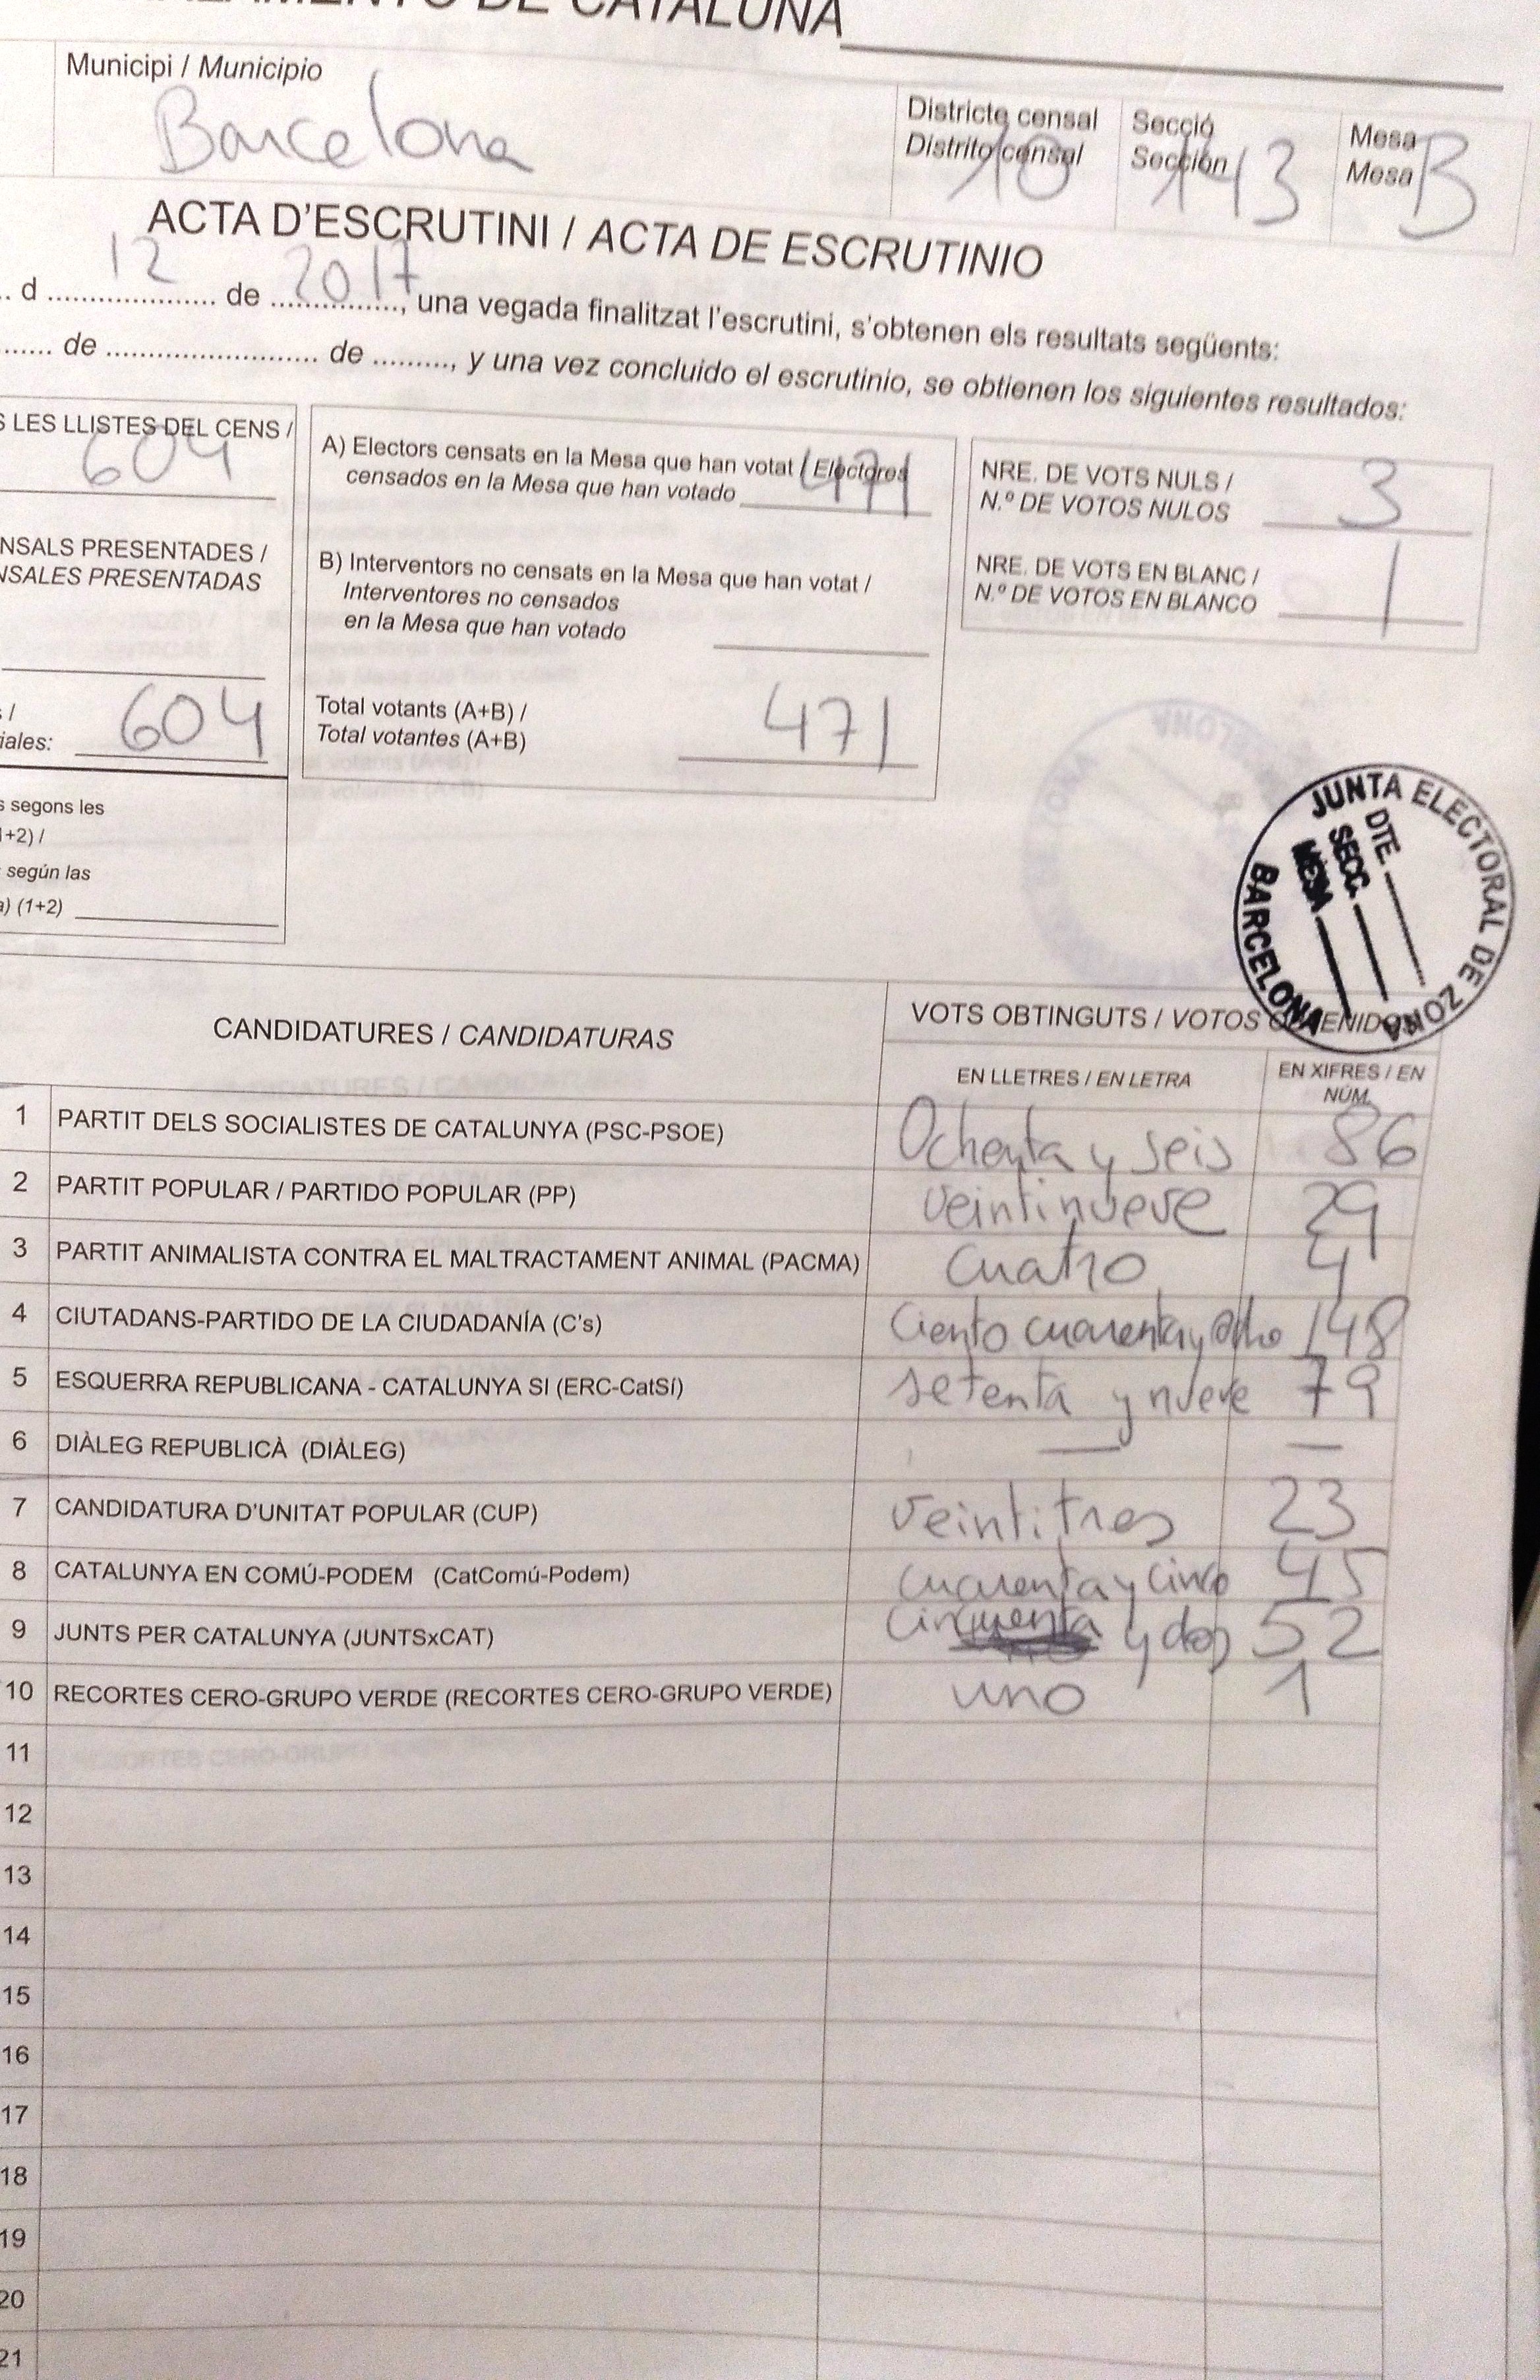 DE CATALUÑA
Municipi / Municipio
Barcelona
Districte censal
Distrito censal
10
Secció
Sección
143
Mesa
Mesa
B
ACTA D'ESCRUTINI / ACTA DE ESCRUTINIO
.. d 12 de 2017, una vegada finalitzat l'escrutini, s'obtenen els resultats següents:
...... de ........................ de ........., y una vez concluido el escrutinio, se obtienen los siguientes resultados:
LES LLISTES DEL CENS /
604
A) Electors censats en la Mesa que han votat / Electores
censados en la Mesa que han votado 471
NRE. DE VOTS NULS /
N.º DE VOTOS NULOS 3
PRESENTADES /
PRESENTADAS
B) Interventors no censats en la Mesa que han votat /
Interventores no censados
en la Mesa que han votado
NRE. DE VOTS EN BLANC /
N.º DE VOTOS EN BLANCO 1
604
Total votants (A+B) /
Total votantes (A+B) 471
segons les
1+2) /
según las
(1+2)
JUNTA ELECTORAL DE ZONA
BARCELONA
DTE.
SECC.
MESA
CANDIDATURES / CANDIDATURAS
VOTS OBTINGUTS / VOTOS
EN LLETRES / EN LETRA
EN XIFRES / EN
NÚM.
1 PARTIT DELS SOCIALISTES DE CATALUNYA (PSC-PSOE) Ochenta y seis 86
2 PARTIT POPULAR / PARTIDO POPULAR (PP) veintinueve 29
3 PARTIT ANIMALISTA CONTRA EL MALTRACTAMENT ANIMAL (PACMA) cuatro 4
4 CIUTADANS-PARTIDO DE LA CIUDADANÍA (C's) Ciento cuarenta y ocho 148
5 ESQUERRA REPUBLICANA - CATALUNYA SI (ERC-CatSí) setenta y nueve 79
6 DIÀLEG REPUBLICÀ (DIÀLEG) — —
7 CANDIDATURA D'UNITAT POPULAR (CUP) veintitres 23
8 CATALUNYA EN COMÚ-PODEM (CatComú-Podem) cuarenta y cinco 45
9 JUNTS PER CATALUNYA (JUNTSxCAT) cincuenta y dos 52
10 RECORTES CERO-GRUPO VERDE (RECORTES CERO-GRUPO VERDE) uno 1
11
12
13
14
15
16
17
18
19
20
21